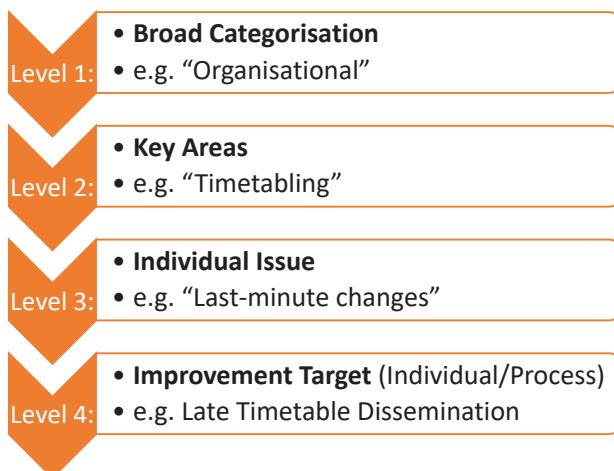 Level 1:
• Broad Categorisation
• e.g. “Organisational”
Level 2:
• Key Areas
• e.g. “Timetabling”
Level 3:
• Individual Issue
• e.g. “Last-minute changes”
Level 4:
• Improvement Target (Individual/Process)
• e.g. Late Timetable Dissemination